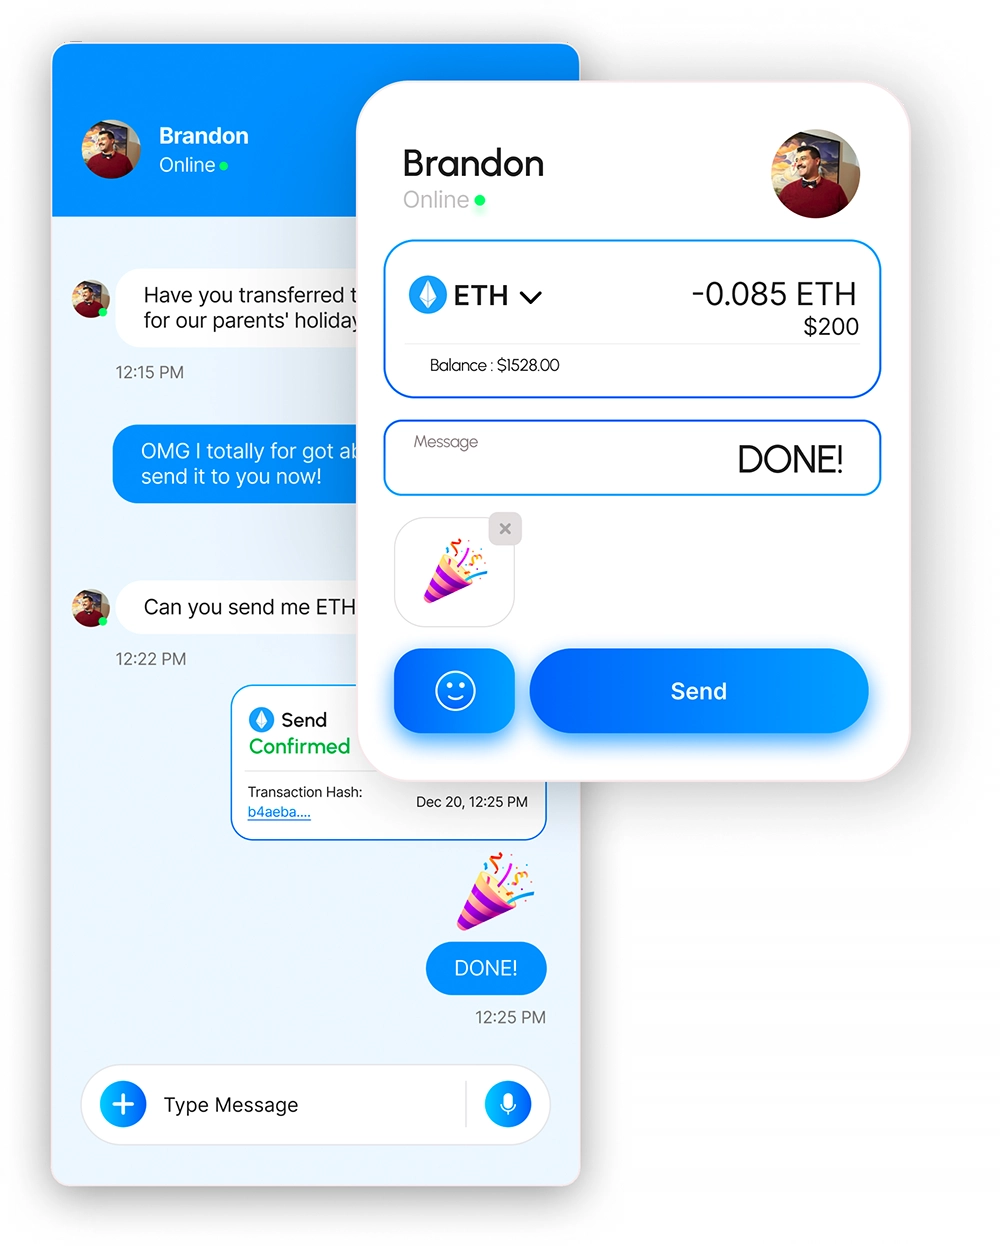 Brandon
Online
Have you transferred t
for our parents' holiday
12:15 PM
OMG I totally for got ab
send it to you now!
Can you send me ETH
12:22 PM
Send
Confirmed
Transaction Hash:
b4aeba....
Dec 20, 12:25 PM
DONE!
12:25 PM
Type Message
Brandon
Online
ETH
-0.085 ETH
$200
Balance : $1528.00
Message
DONE!
Send